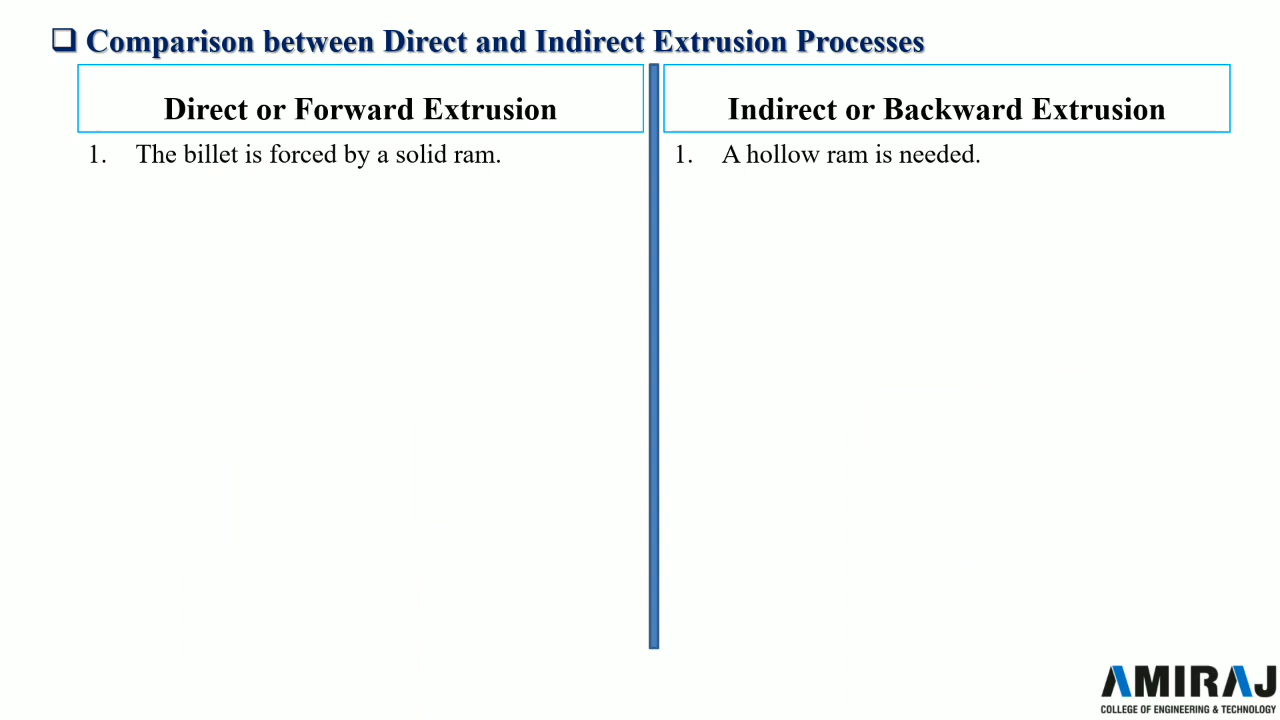 ❑ Comparison between Direct and Indirect Extrusion Processes
Direct or Forward Extrusion
1. The billet is forced by a solid ram.
Indirect or Backward Extrusion
1. A hollow ram is needed.
AMIRAJ
COLLEGE OF ENGINEERING & TECHNOLOGY